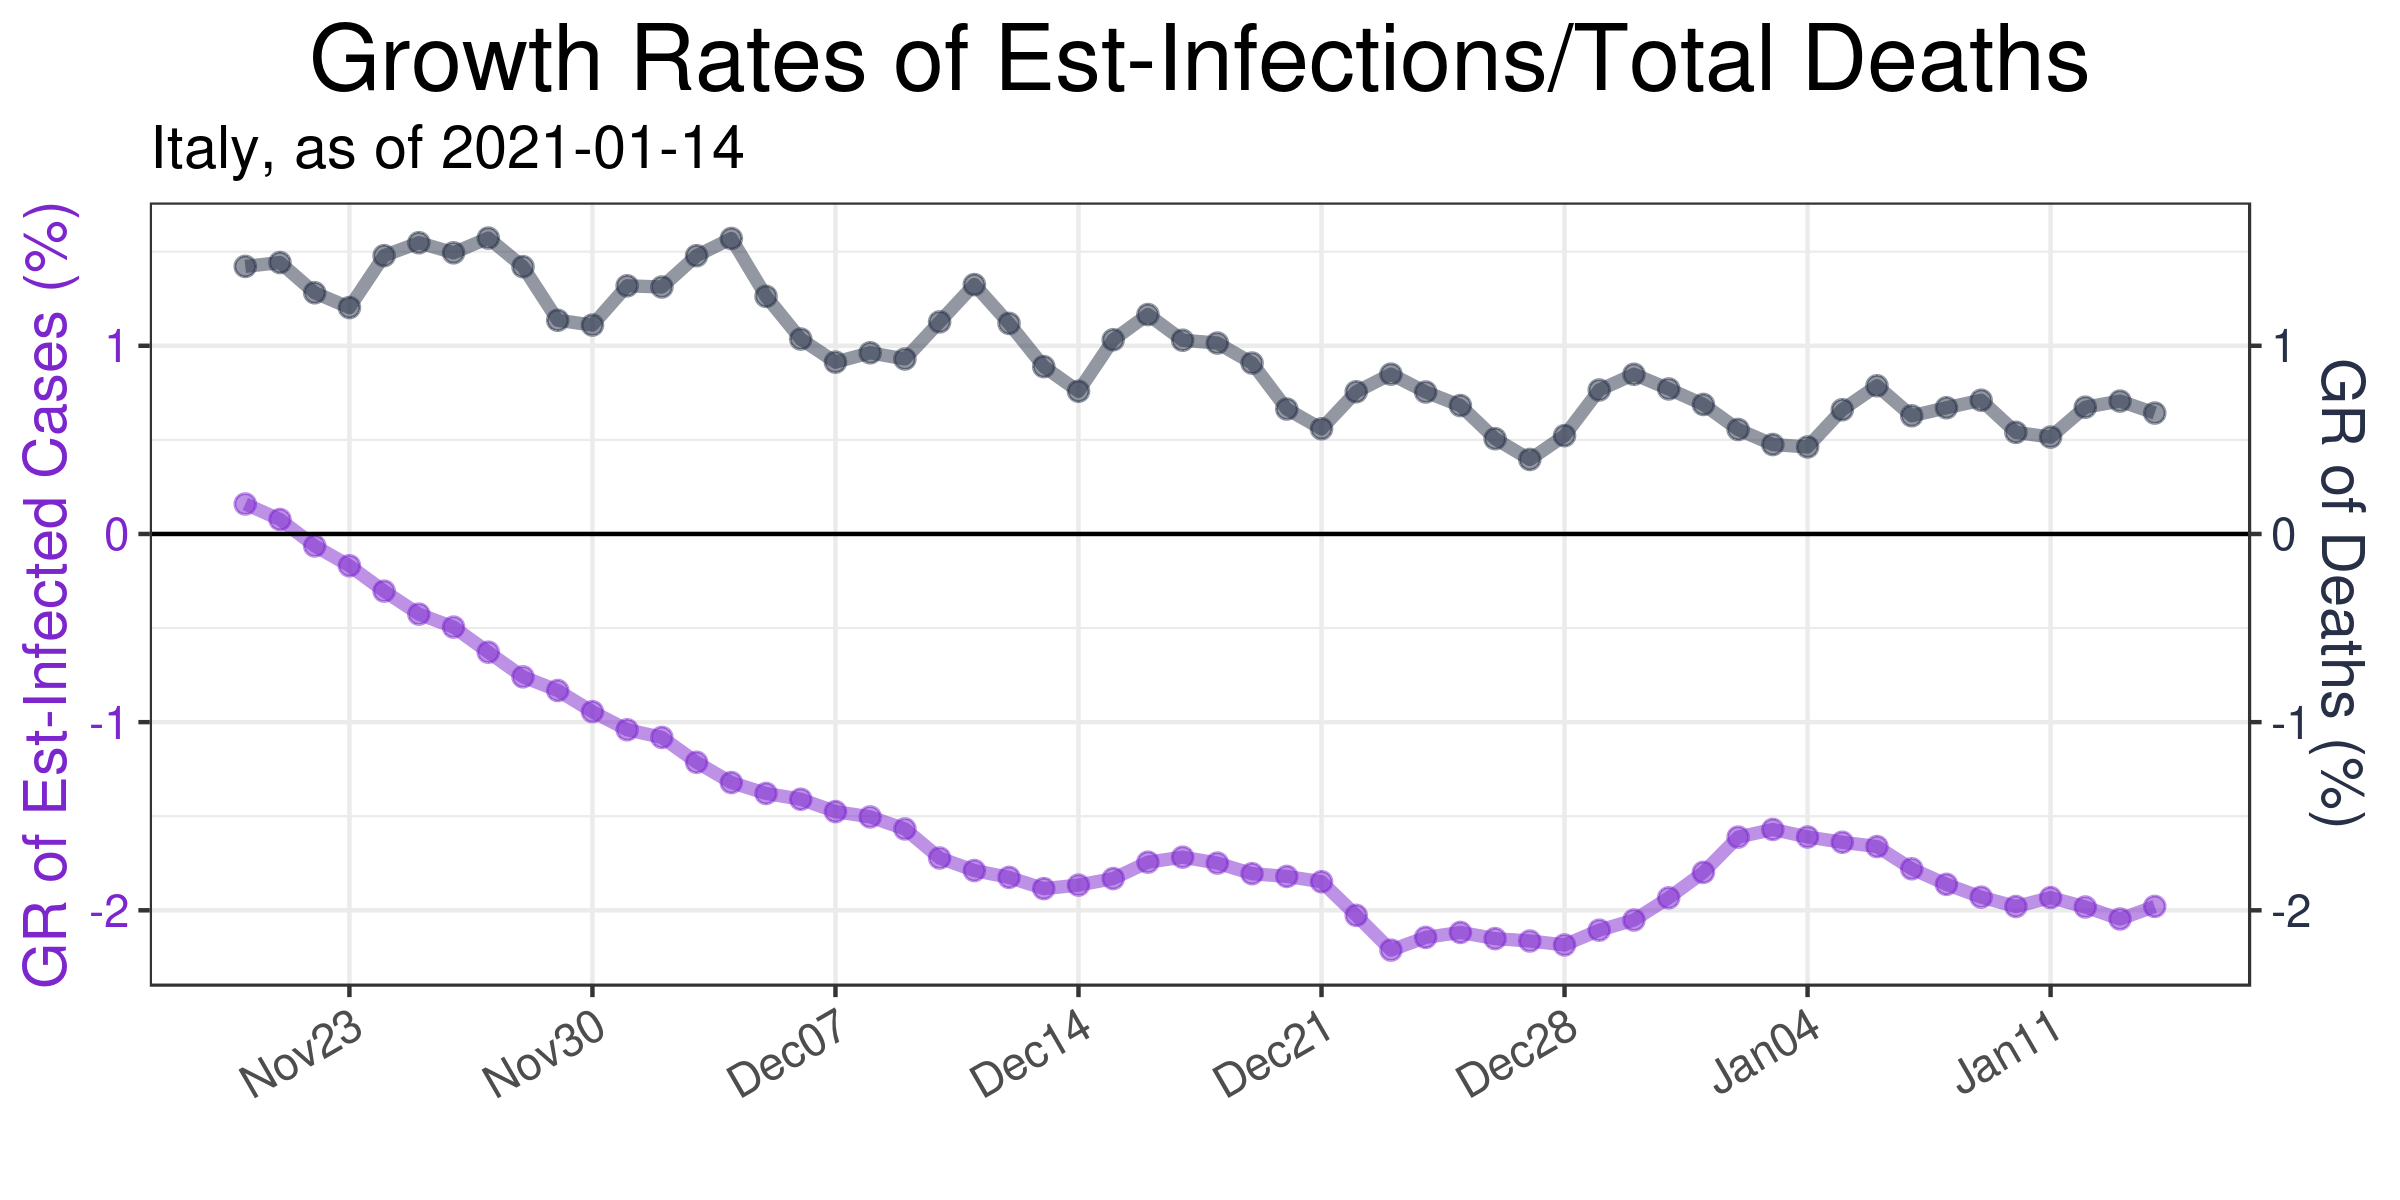 Growth Rates of Est-Infections/Total Deaths
Italy, as of 2021-01-14
GR of Est-Infected Cases (%)
1
0
-1
-2
1
0
-1
-2
GR of Deaths (%)
Nov23
Nov30
Dec07
Dec14
Dec21
Dec28
Jan04
Jan11